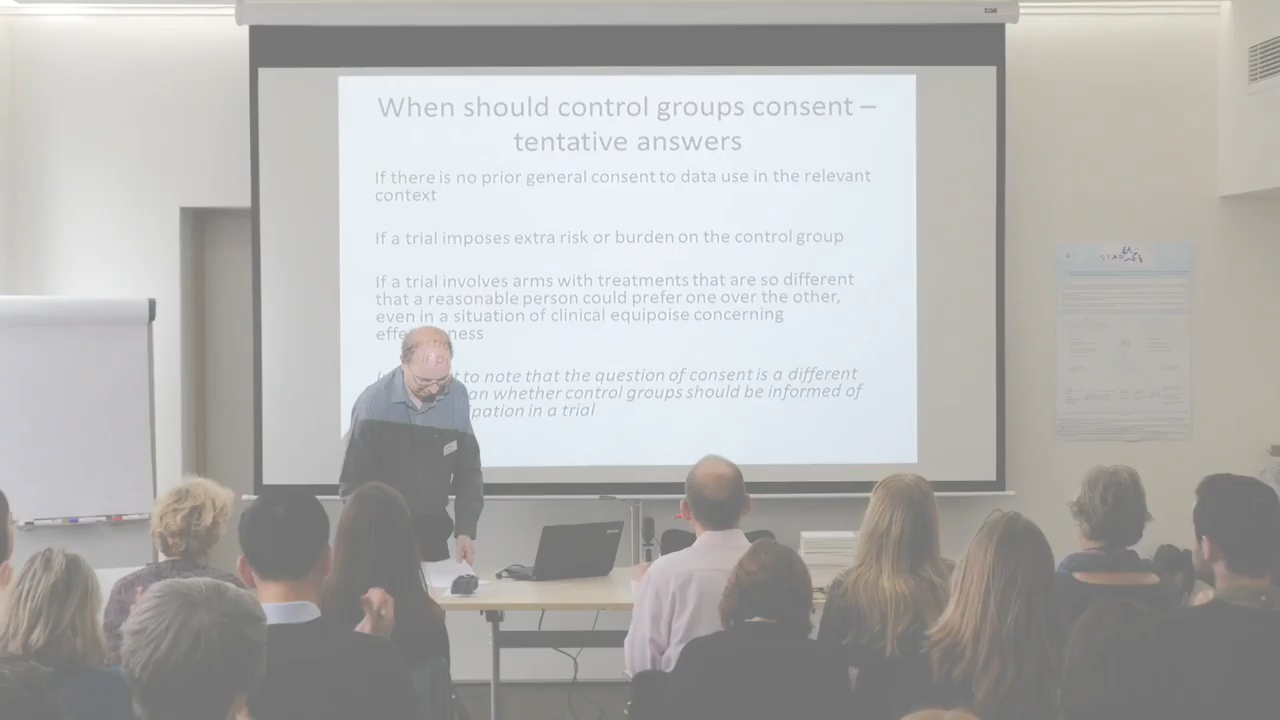 When should control groups consent –
tentative answers
If there is no prior general consent to data use in the relevant
context
If a trial imposes extra risk or burden on the control group
If a trial involves arms with treatments that are so different
that a reasonable person could prefer one over the other,
even in a situation of clinical equipoise concerning
to note that the question of consent is a different
whether control groups should be informed of
in a trial